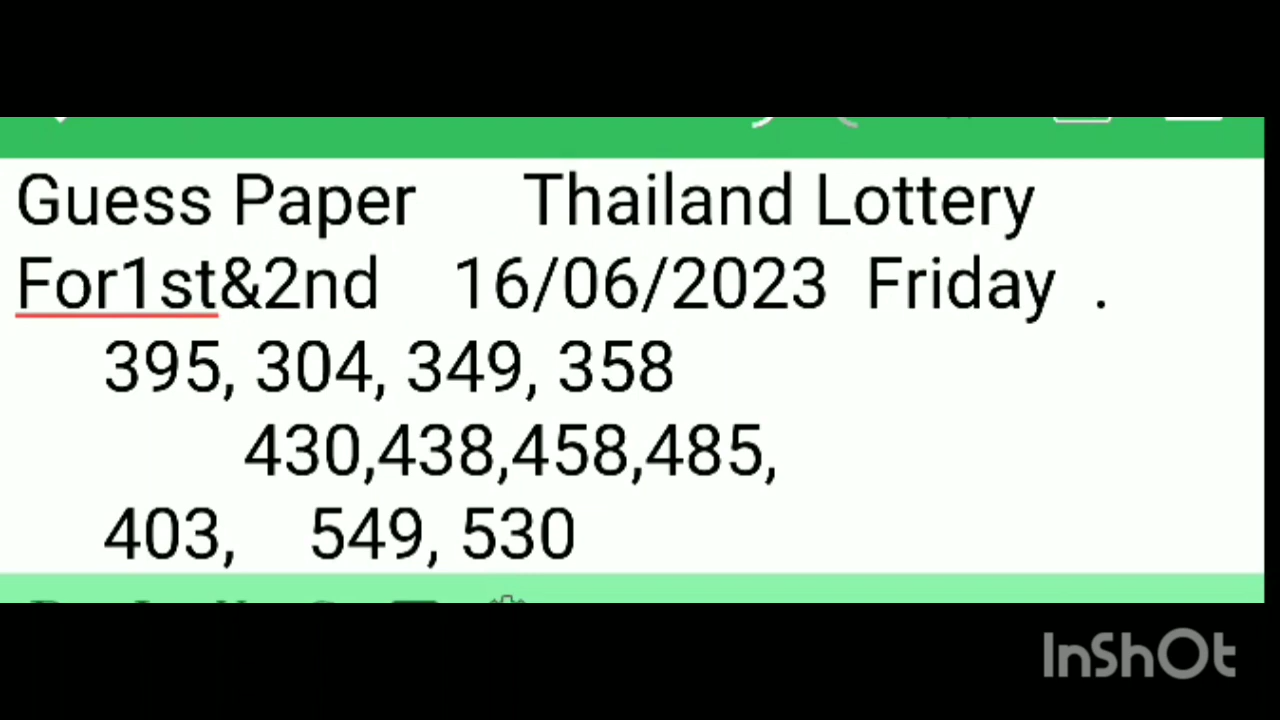 Guess Paper Thailand Lottery
For1st&2nd 16/06/2023 Friday .
395, 304, 349, 358
430,438,458,485,
403, 549, 530
InShOt